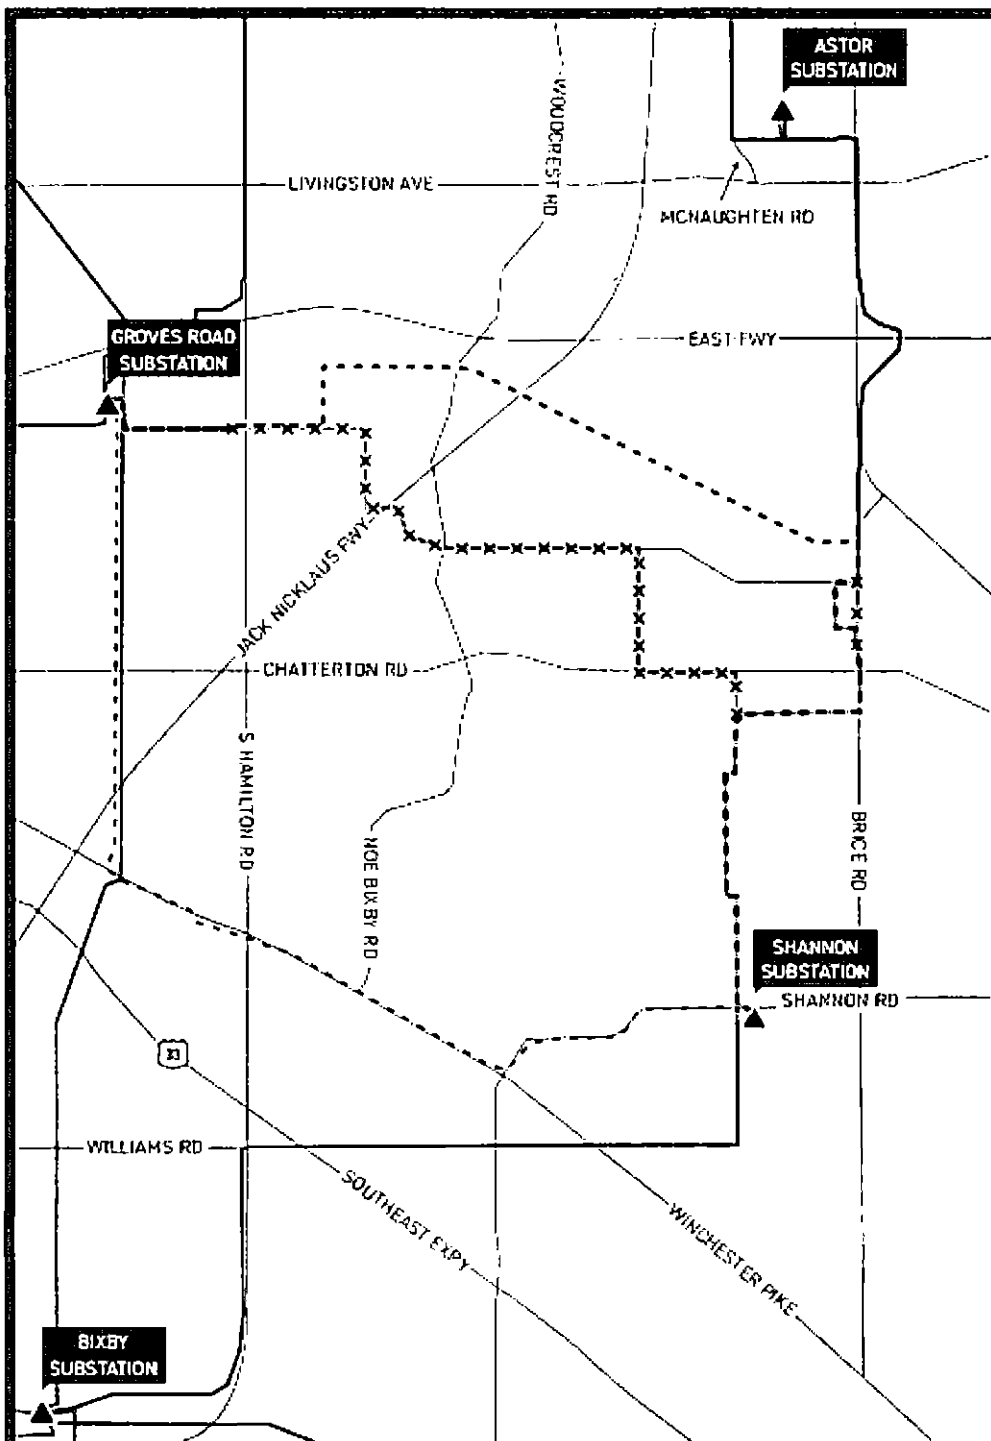 ASTOR
SUBSTATION
WOODCREST RD
LIVINGSTON AVE
MCNAUGHTEN RD
GROVES ROAD
SUBSTATION
EAST FWY
JACK NICKLAUS FWY
CHATTERTON RD
S HAMILTON RD
NOE BIXBY RD
BRICE RD
SHANNON
SUBSTATION
SHANNON RD
33
WILLIAMS RD
SOUTHEAST EXPY
WINCHESTER PIKE
BIXBY
SUBSTATION